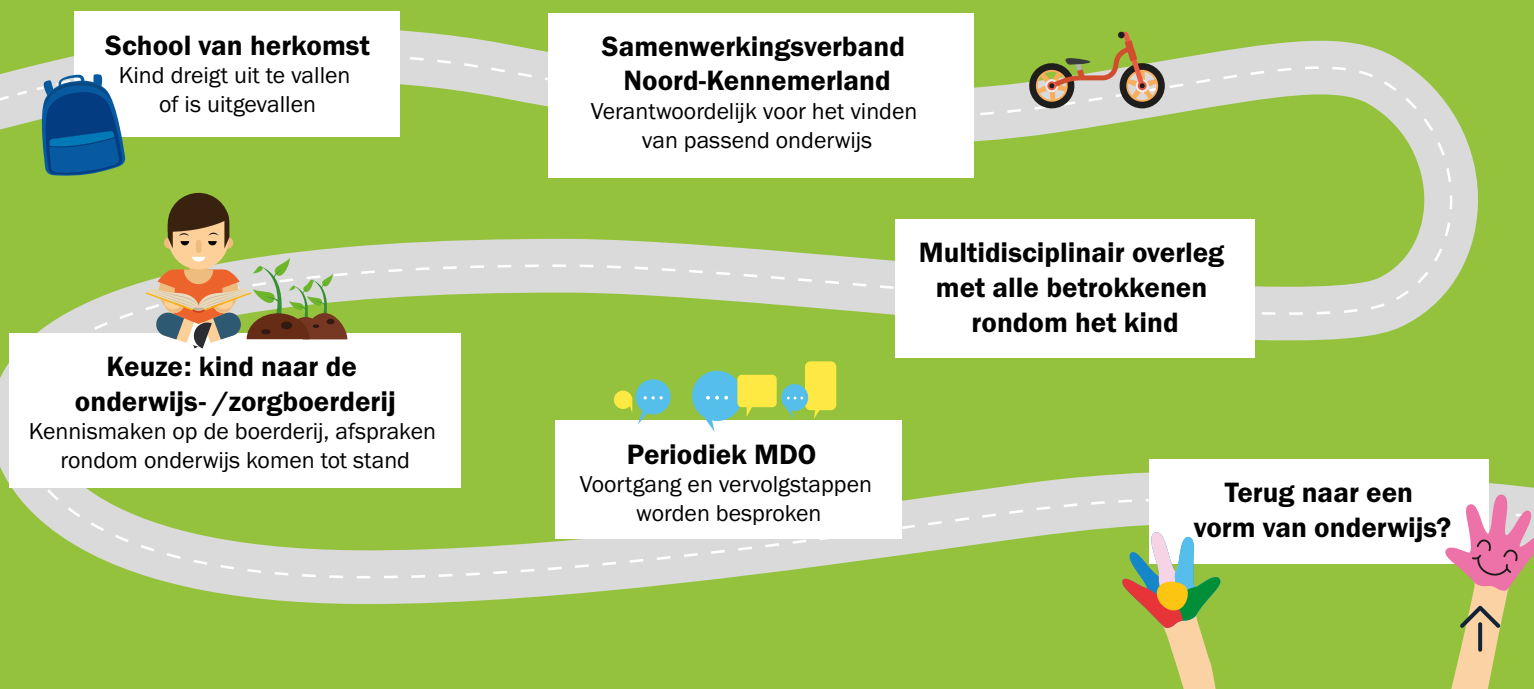 School van herkomst
Kind dreigt uit te vallen
of is uitgevallen
Samenwerkingsverband
Noord-Kennemerland
Verantwoordelijk voor het vinden
van passend onderwijs
Multidisciplinair overleg
met alle betrokkenen
rondom het kind
Keuze: kind naar de
onderwijs- /zorgboerderij
Kennismaken op de boerderij, afspraken
rondom onderwijs komen tot stand
Periodiek MDO
Voortgang en vervolgstappen
worden besproken
Terug naar een
vorm van onderwijs?